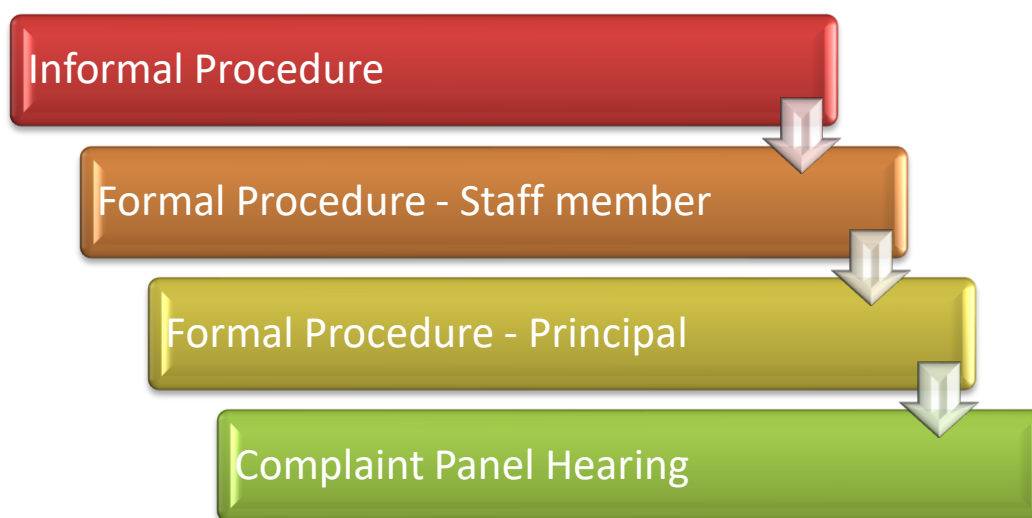 Informal Procedure
Formal Procedure - Staff member
Formal Procedure - Principal
Complaint Panel Hearing